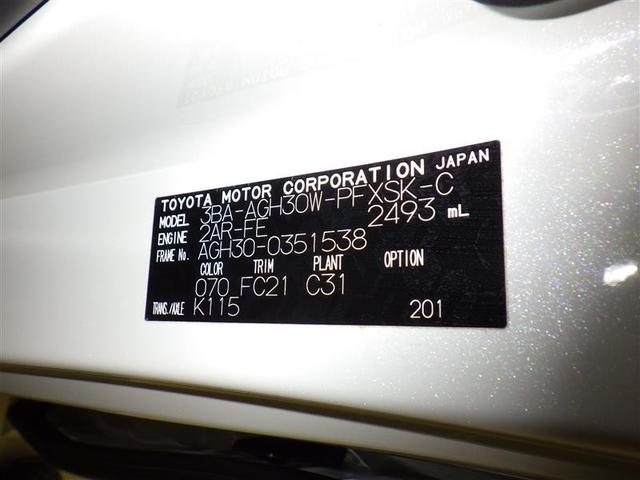 TOYOTA MOTOR CORPORATION JAPAN
MODEL 3BA-AGH30W-PFXSK-C
ENGINE 2AR-FE 2493 mL
FRAME No. AGH30-0351538
COLOR TRIM PLANT OPTION
070 FC21 C31
TRANS./AXLE K115 201